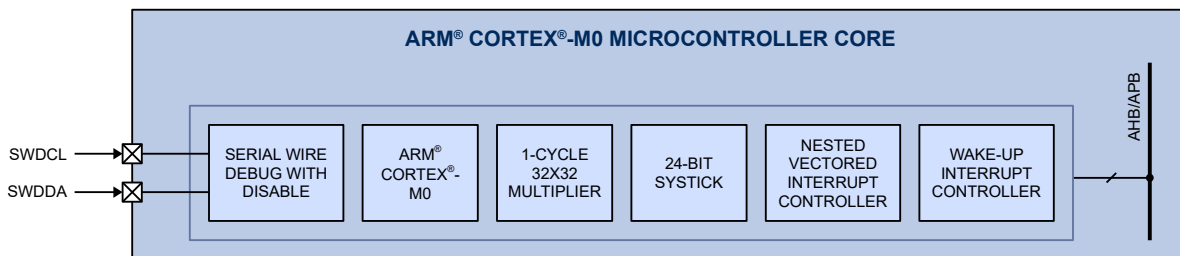 ARM® CORTEX®-M0 MICROCONTROLLER CORE
AHB/APB
SWDCL
SWDDA
SERIAL WIRE
DEBUG WITH
DISABLE
ARM®
CORTEX®-
M0
1-CYCLE
32X32
MULTIPLIER
24-BIT
SYSTICK
NESTED
VECTORED
INTERRUPT
CONTROLLER
WAKE-UP
INTERRUPT
CONTROLLER